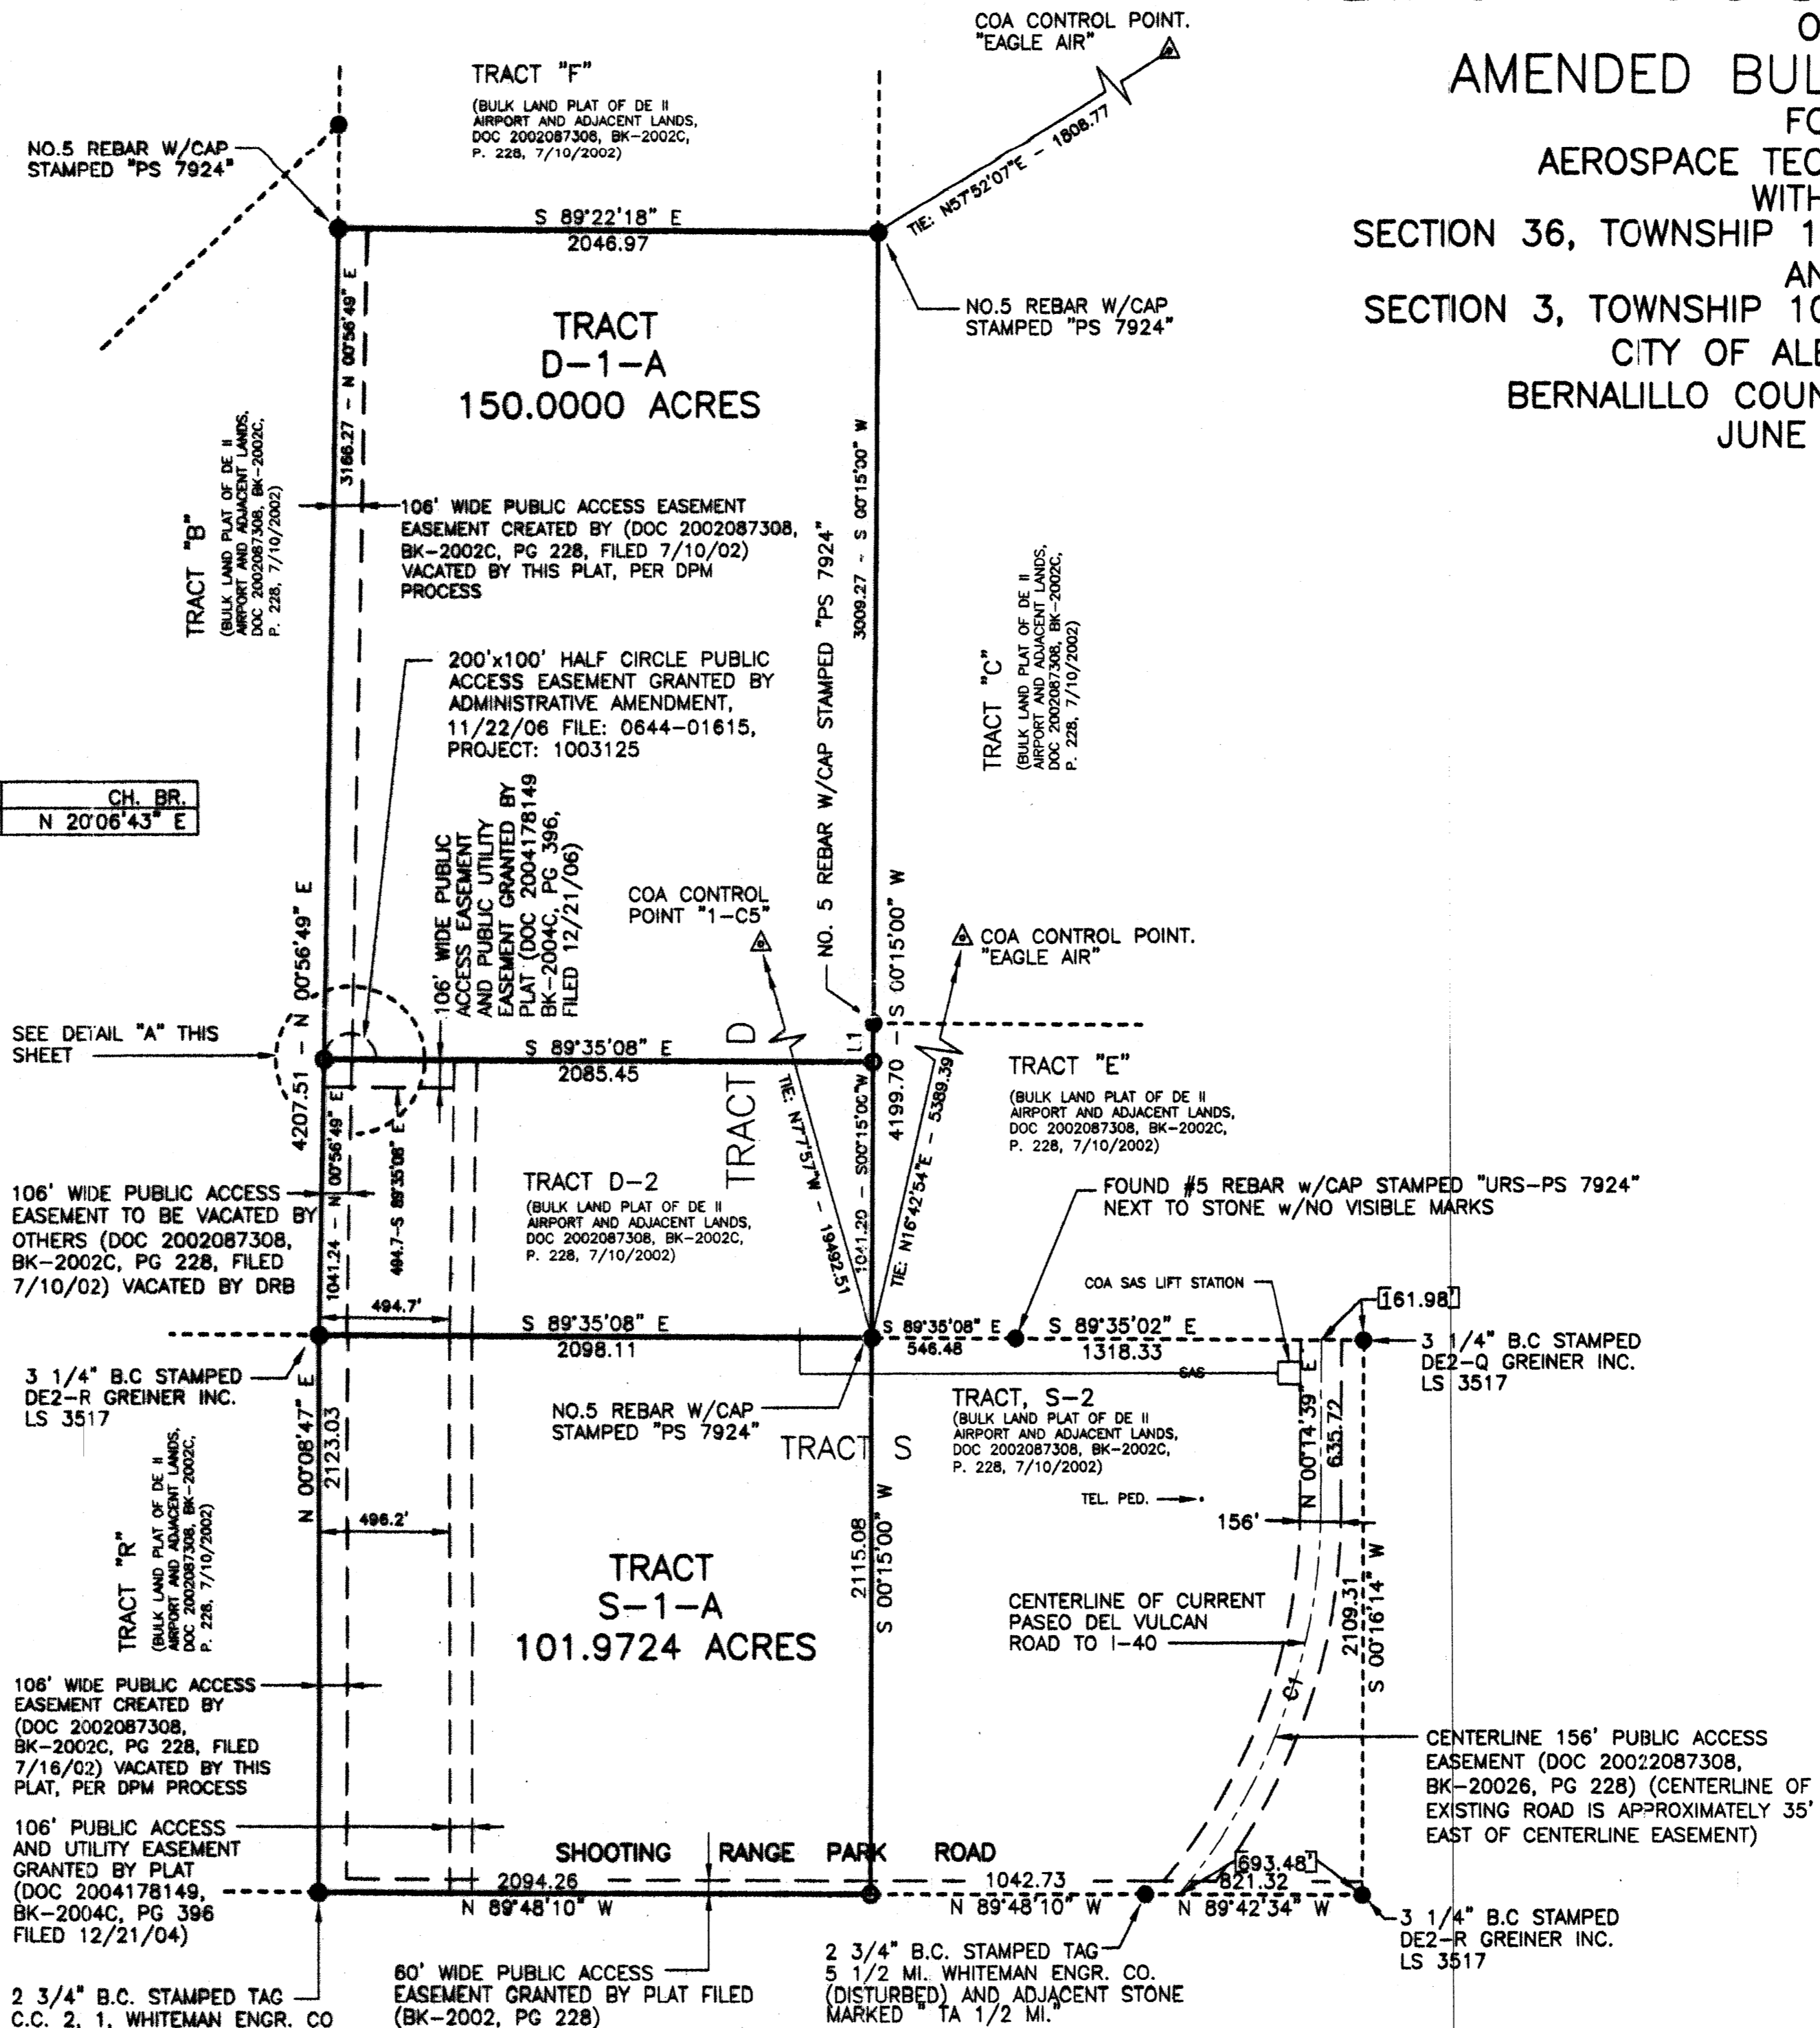 COA CONTROL POINT.
"EAGLE AIR"
TIE: N57°52'07"E - 1808.77
AMENDED BUL
AEROSPACE TEC
WITH
SECTION 36, TOWNSHIP 1
AN
SECTION 3, TOWNSHIP 10
CITY OF ALB
BERNALILLO COUN
JUNE
TRACT "F"
(BULK LAND PLAT OF DE II
AIRPORT AND ADJACENT LANDS,
DOC 2002087308, BK-2002C,
P. 228, 7/10/2002)
NO.5 REBAR W/CAP
STAMPED "PS 7924"
S 89°22'18" E
2046.97
NO.5 REBAR W/CAP
STAMPED "PS 7924"
TRACT
D-1-A
150.0000 ACRES
3166.27 - N 00°56'49" E
3009.27 - S 00°15'00" W
TRACT "B"
(BULK LAND PLAT OF DE II
AIRPORT AND ADJACENT LANDS,
DOC 2002087308, BK-2002C,
P. 228, 7/10/2002)
106' WIDE PUBLIC ACCESS EASEMENT
EASEMENT CREATED BY (DOC 2002087308,
BK-2002C, PG 228, FILED 7/10/02)
VACATED BY THIS PLAT, PER DPM
PROCESS
NO. 5 REBAR W/CAP STAMPED "PS 7924"
TRACT "C"
(BULK LAND PLAT OF DE II
AIRPORT AND ADJACENT LANDS,
DOC 2002087308, BK-2002C,
P. 228, 7/10/2002)
200'x100' HALF CIRCLE PUBLIC
ACCESS EASEMENT GRANTED BY
ADMINISTRATIVE AMENDMENT,
11/22/06 FILE: 0644-01615,
PROJECT: 1003125
CH. BR.
N 20°06'43" E
106' WIDE PUBLIC
ACCESS EASEMENT
AND PUBLIC UTILITY
EASEMENT GRANTED BY
PLAT (DOC 2004178149
BK-2004C, PG 396,
FILED 12/21/06)
COA CONTROL
POINT "1-C5"
COA CONTROL POINT.
"EAGLE AIR"
4207.51 - N 00°56'49" E
4199.70 - S 00°15'00" W
SEE DETAIL "A" THIS
SHEET
S 89°35'08" E
2085.45
L1
TRACT D
TIE: N7°7'57"W - 19492.51
1041.20 - S00°15'00"W
TIE: N16°42'54"E - 5389.39
TRACT "E"
(BULK LAND PLAT OF DE II
AIRPORT AND ADJACENT LANDS,
DOC 2002087308, BK-2002C,
P. 228, 7/10/2002)
1041.24 - N 00°56'49" E
494.7-S 89°35'08" E
106' WIDE PUBLIC ACCESS
EASEMENT TO BE VACATED BY
OTHERS (DOC 2002087308,
BK-2002C, PG 228, FILED
7/10/02) VACATED BY DRB
TRACT D-2
(BULK LAND PLAT OF DE II
AIRPORT AND ADJACENT LANDS,
DOC 2002087308, BK-2002C,
P. 228, 7/10/2002)
FOUND #5 REBAR w/CAP STAMPED "URS-PS 7924"
NEXT TO STONE w/NO VISIBLE MARKS
COA SAS LIFT STATION
161.98'
494.7'
S 89°35'08" E
2098.11
S 89°35'08" E
546.48
S 89°35'02" E
1318.33
3 1/4" B.C STAMPED
DE2-Q GREINER INC.
LS 3517
3 1/4" B.C STAMPED
DE2-R GREINER INC.
LS 3517
SAS
NO.5 REBAR W/CAP
STAMPED "PS 7924"
TRACT S
TRACT, S-2
(BULK LAND PLAT OF DE II
AIRPORT AND ADJACENT LANDS,
DOC 2002087308, BK-2002C,
P. 228, 7/10/2002)
N 00°08'47" E
2123.03
N 00°14'39" E
635.72
TEL. PED.
156'
TRACT "R"
(BULK LAND PLAT OF DE II
AIRPORT AND ADJACENT LANDS,
DOC 2002087308, BK-2002C,
P. 228, 7/10/2002)
496.2'
TRACT
S-1-A
101.9724 ACRES
2115.08
S 00°15'00" W
CENTERLINE OF CURRENT
PASEO DEL VULCAN
ROAD TO I-40
2109.31
S 00°16'14" W
C1
106' WIDE PUBLIC ACCESS
EASEMENT CREATED BY
(DOC 2002087308,
BK-2002C, PG 228, FILED
7/16/02) VACATED BY THIS
PLAT, PER DPM PROCESS
CENTERLINE 156' PUBLIC ACCESS
EASEMENT (DOC 20022087308,
BK-20026, PG 228) (CENTERLINE OF
EXISTING ROAD IS APPROXIMATELY 35'
EAST OF CENTERLINE EASEMENT)
106' PUBLIC ACCESS
AND UTILITY EASEMENT
GRANTED BY PLAT
(DOC 2004178149,
BK-2004C, PG 396
FILED 12/21/04)
SHOOTING RANGE PARK ROAD
2094.26
N 89°48'10" W
1042.73
N 89°48'10" W
693.48'
821.32
N 89°42'34" W
3 1/4" B.C STAMPED
DE2-R GREINER INC.
LS 3517
2 3/4" B.C. STAMPED TAG
C.C. 2, 1, WHITEMAN ENGR. CO
60' WIDE PUBLIC ACCESS
EASEMENT GRANTED BY PLAT FILED
(BK-2002, PG 228)
2 3/4" B.C. STAMPED TAG
5 1/2 MI. WHITEMAN ENGR. CO.
(DISTURBED) AND ADJACENT STONE
MARKED " TA 1/2 MI."